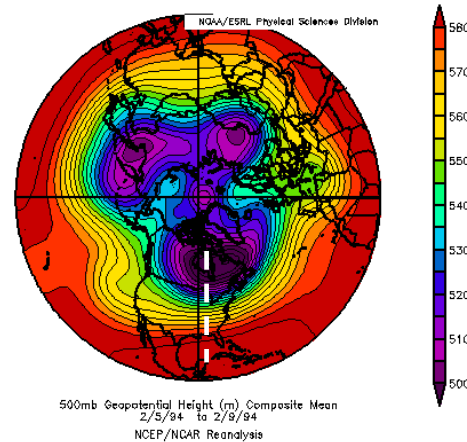 NOAA/ESRL Physical Sciences Division
580
570
560
550
540
530
520
510
500
500mb Geopotential Height (m) Composite Mean
2/5/94 to 2/9/94
NCEP/NCAR Reanalysis